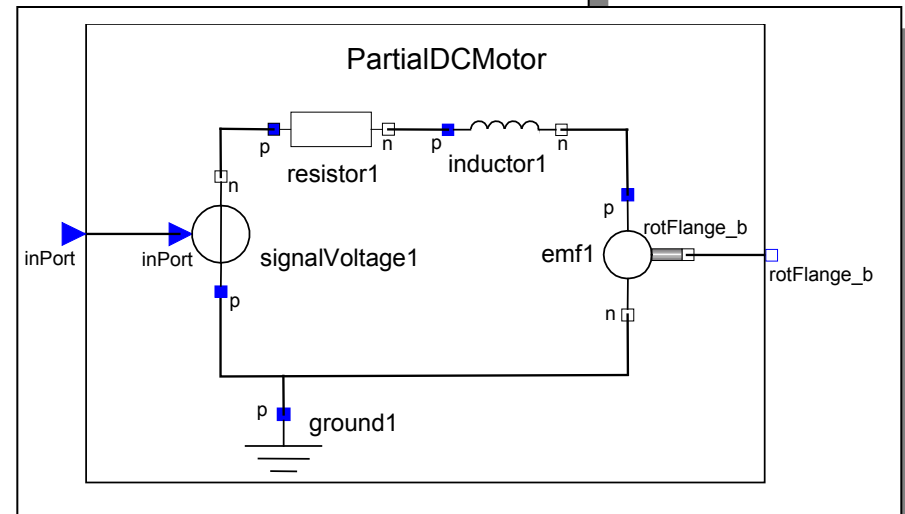 PartialDCMotor
p
n
p
n
resistor1
inductor1
n
p
rotFlange_b
inPort
inPort
signalVoltage1
emf1
rotFlange_b
p
n
p
ground1